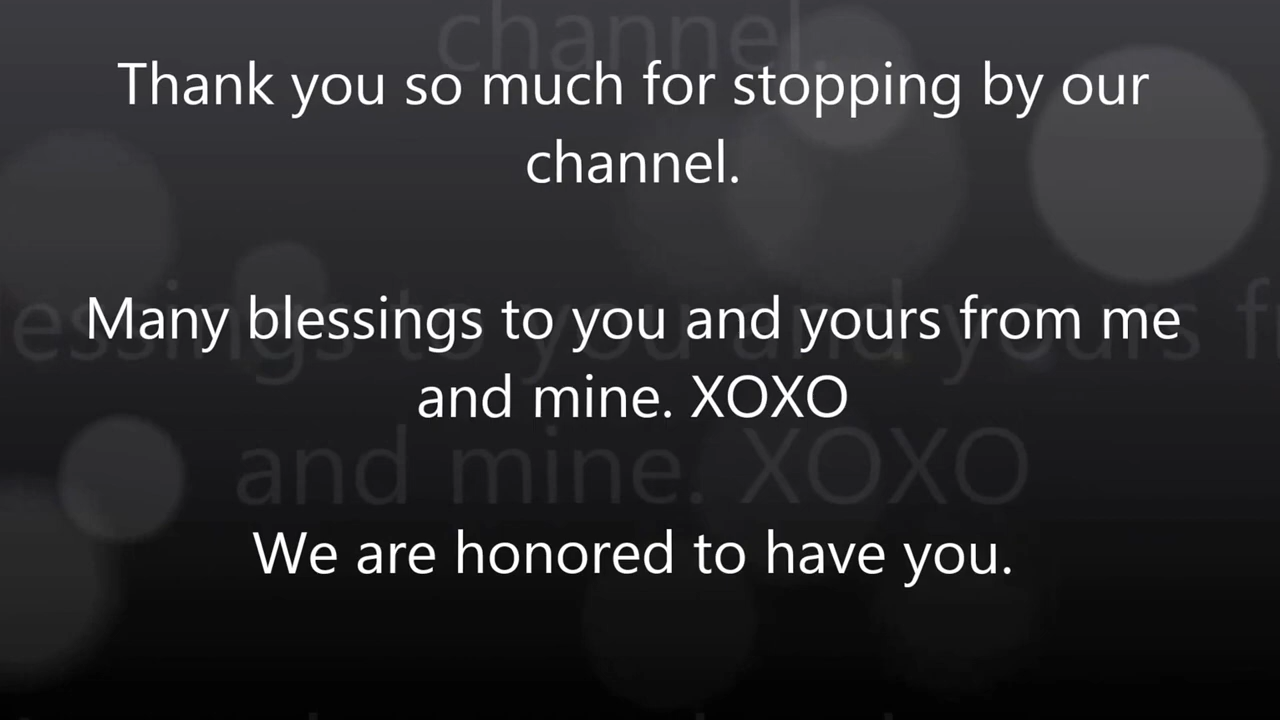 Thank you so much for stopping by our
channel.
Many blessings to you and yours from me
and mine. XOXO
We are honored to have you.